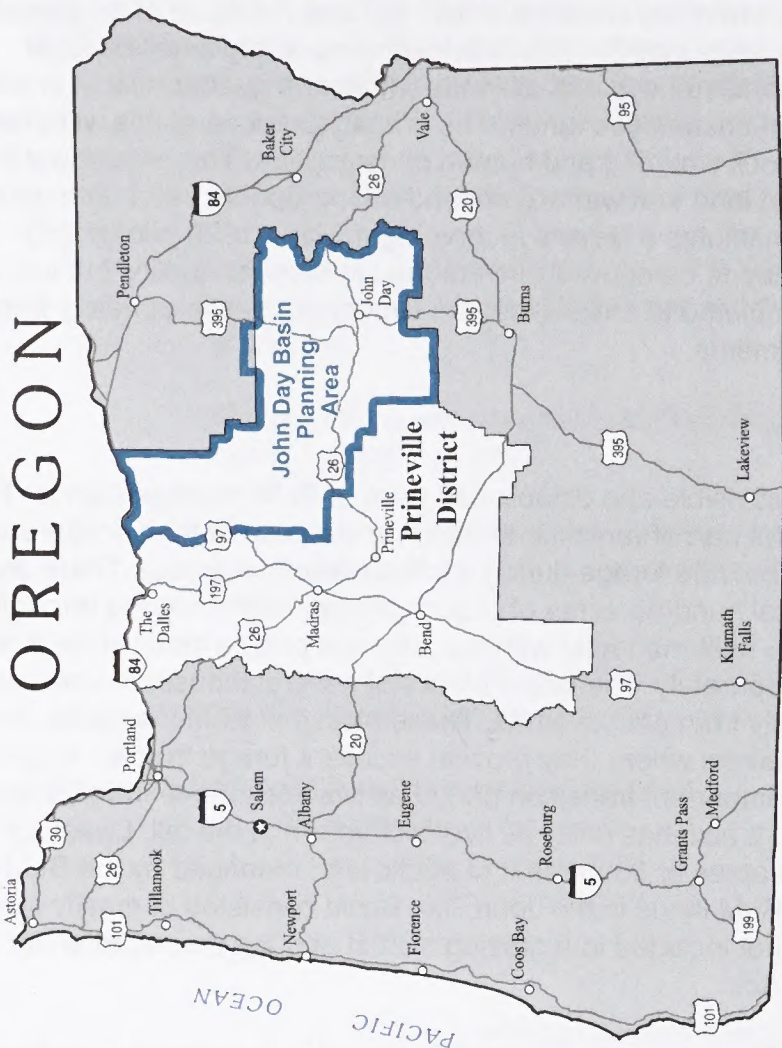 OREGON
Astoria
30
26
101
Tillamook
Portland
84
The
Dalles
197
97
Pendleton
395
84
Baker
City
John Day Basin
Planning
Area
26
John
Day
26
Vale
20
395
Burns
95
Prineville
District
Prineville
Madras
26
Bend
5
Salem
Albany
20
Newport
Eugene
Florence
Coos Bay
Roseburg
5
Grants Pass
Medford
199
101
97
Klamath
Falls
395
Lakeview
PACIFIC
OCEAN